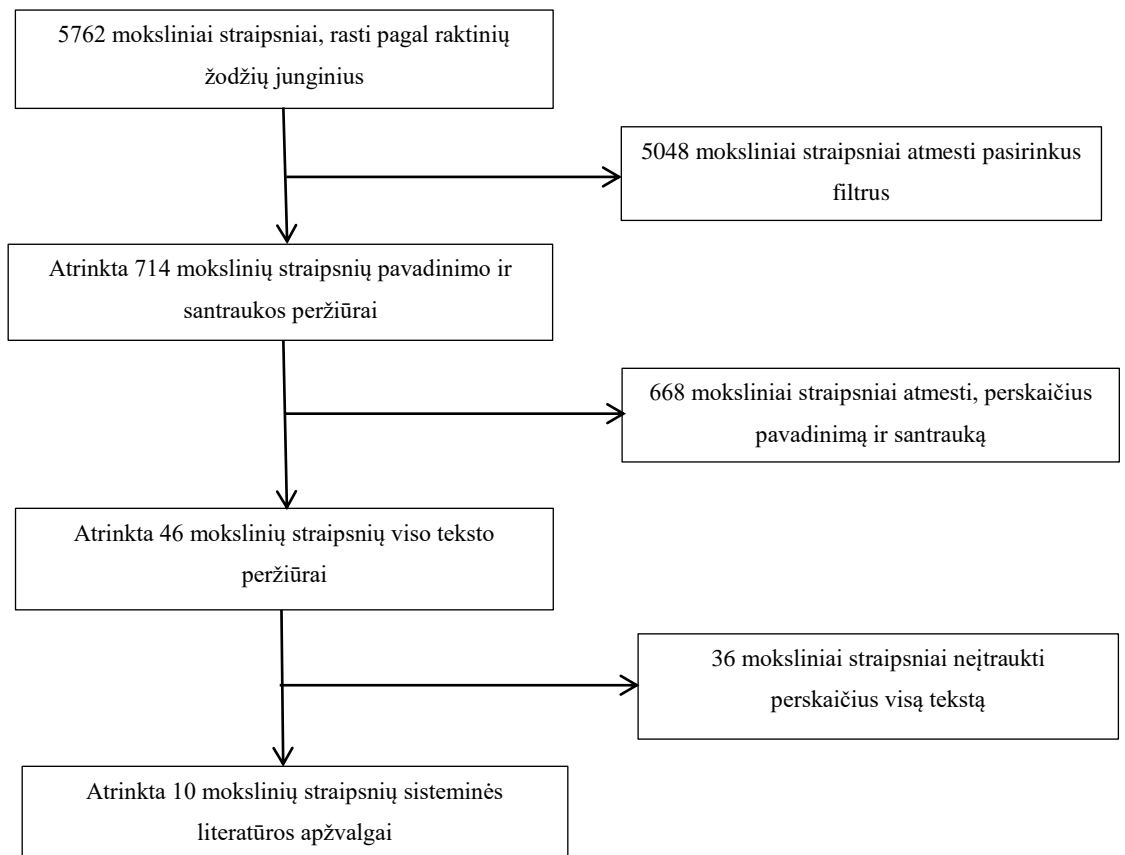 5762 moksliniai straipsniai, rasti pagal raktinių
žodžių junginius
5048 moksliniai straipsniai atmesti pasirinkus
filtrus
Atrinkta 714 mokslinių straipsnių pavadinimo ir
santraukos peržiūrai
668 moksliniai straipsniai atmesti, perskaičius
pavadinimą ir santrauką
Atrinkta 46 mokslinių straipsnių viso teksto
peržiūrai
36 moksliniai straipsniai neįtraukti
perskaičius visą tekstą
Atrinkta 10 mokslinių straipsnių sisteminės
literatūros apžvalgai